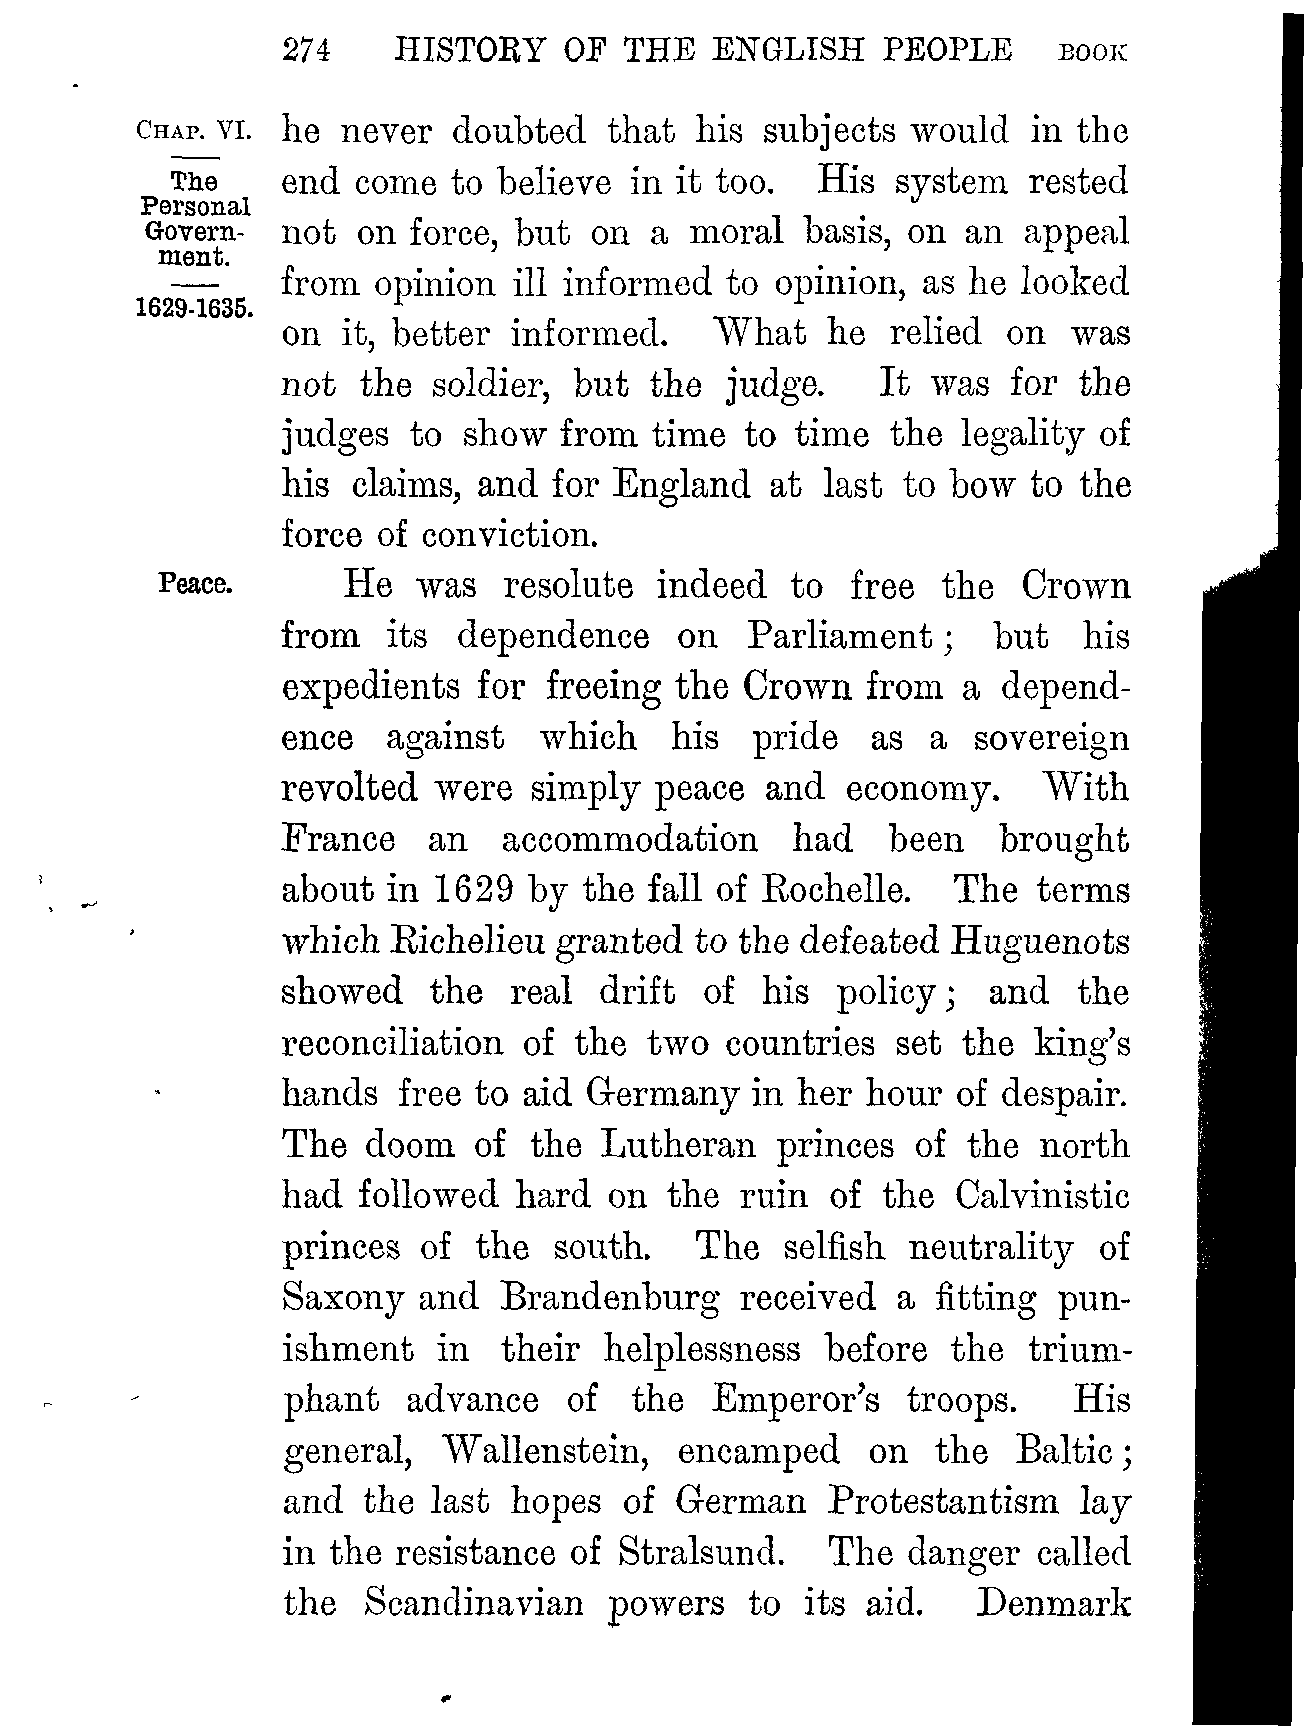 274 HISTORY OF THE ENGLISH PEOPLE BOOK
CHAP. VI.
The
Personal
Govern-
ment.
1629-1635.
he never doubted that his subjects would in the
end come to believe in it too. His system rested
not on force, but on a moral basis, on an appeal
from opinion ill informed to opinion, as he looked
on it, better informed. What he relied on was
not the soldier, but the judge. It was for the
judges to show from time to time the legality of
his claims, and for England at last to bow to the
force of conviction.
Peace.
He was resolute indeed to free the Crown
from its dependence on Parliament; but his
expedients for freeing the Crown from a depend-
ence against which his pride as a sovereign
revolted were simply peace and economy. With
France an accommodation had been brought
about in 1629 by the fall of Rochelle. The terms
which Richelieu granted to the defeated Huguenots
showed the real drift of his policy; and the
reconciliation of the two countries set the king's
hands free to aid Germany in her hour of despair.
The doom of the Lutheran princes of the north
had followed hard on the ruin of the Calvinistic
princes of the south. The selfish neutrality of
Saxony and Brandenburg received a fitting pun-
ishment in their helplessness before the trium-
phant advance of the Emperor's troops. His
general, Wallenstein, encamped on the Baltic;
and the last hopes of German Protestantism lay
in the resistance of Stralsund. The danger called
the Scandinavian powers to its aid. Denmark